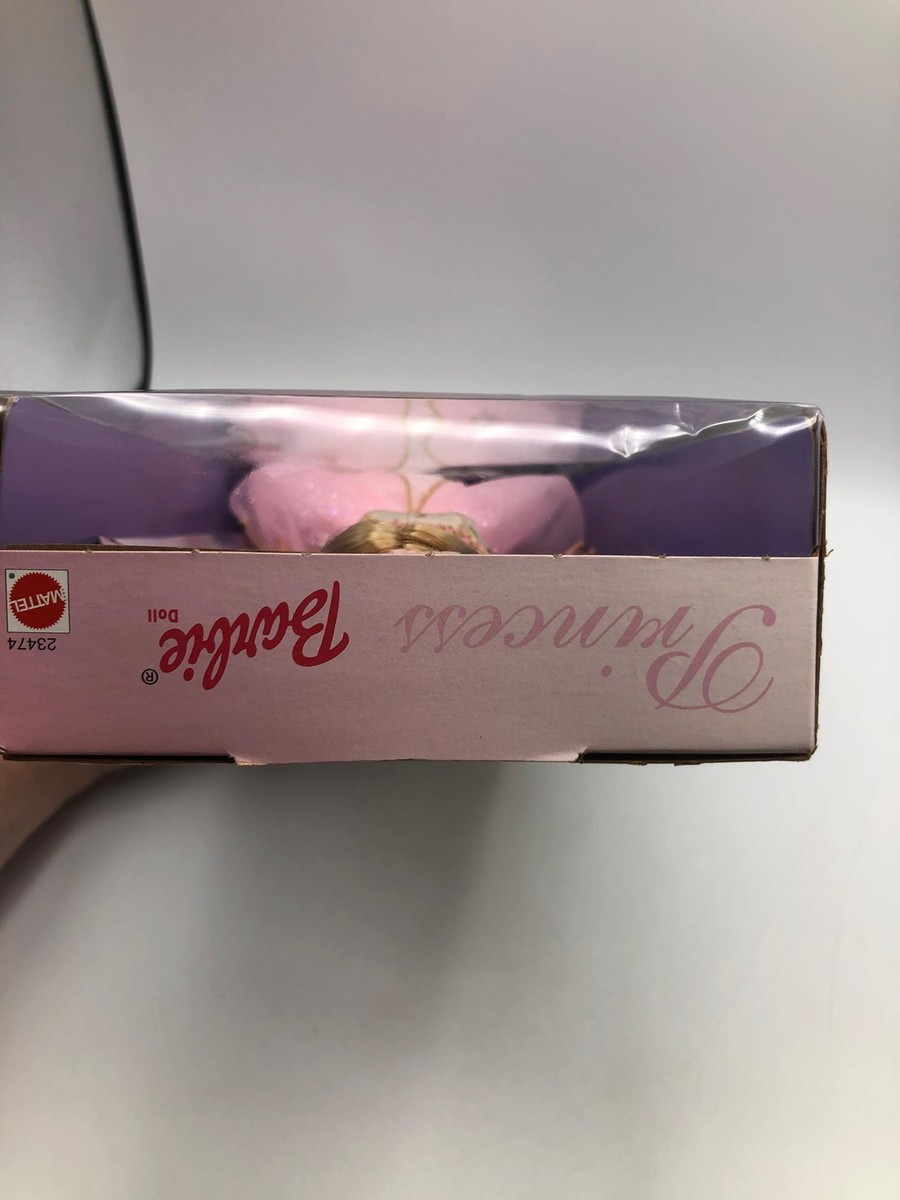 Princess
Barbie®
Doll
MATTEL®
23474